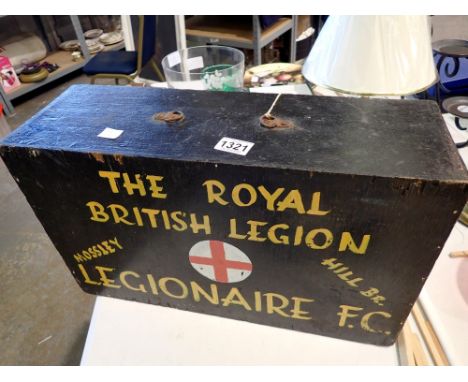 1321
THE ROYAL
BRITISH LEGION
MOSSLEY HILL BR.
LEGIONAIRE F.C.